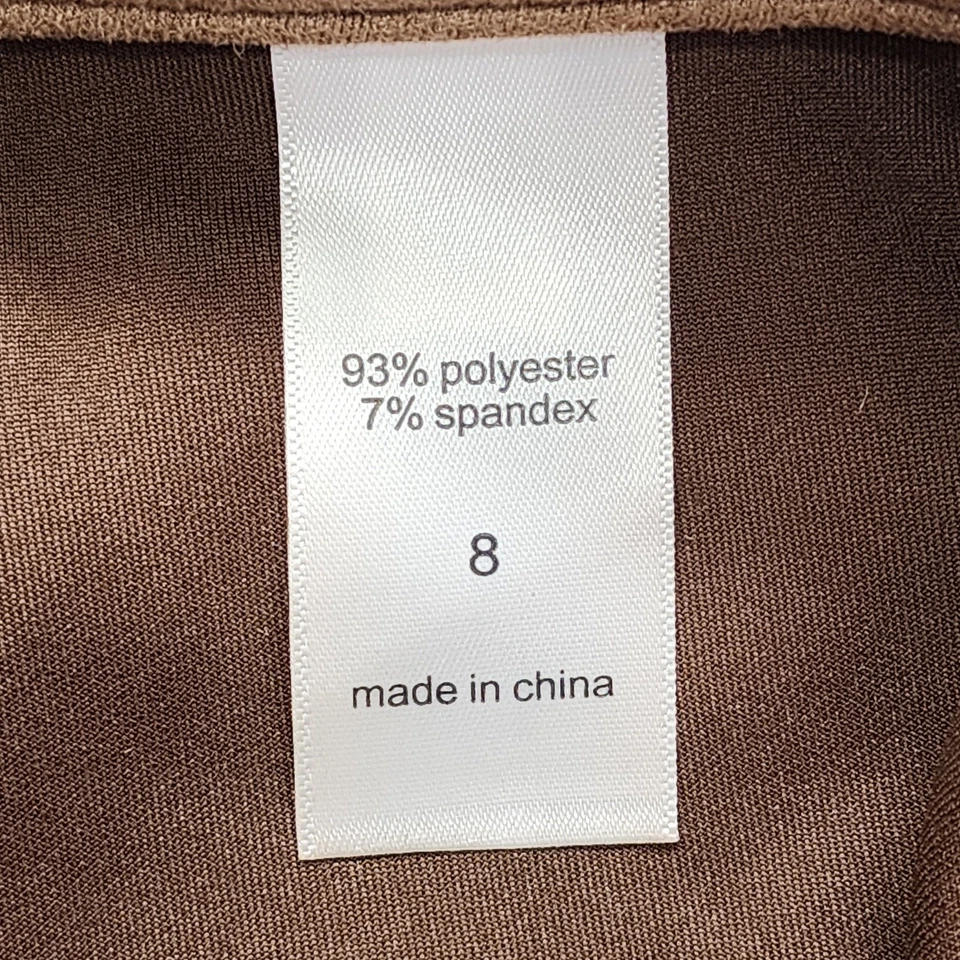 93% polyester
7% spandex
8
made in china